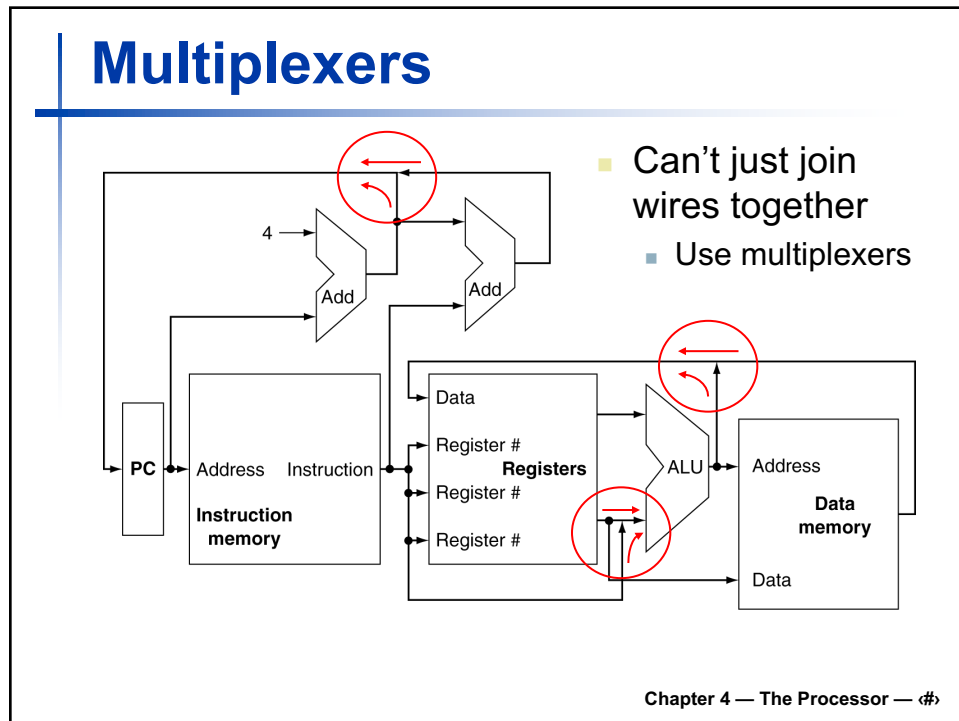 Multiplexers
Can't just join
wires together
Use multiplexers
4
Add
Add
PC
Address
Instruction
Instruction
memory
Data
Register #
Registers
Register #
Register #
ALU
Address
Data
memory
Data
Chapter 4 — The Processor — ‹#›